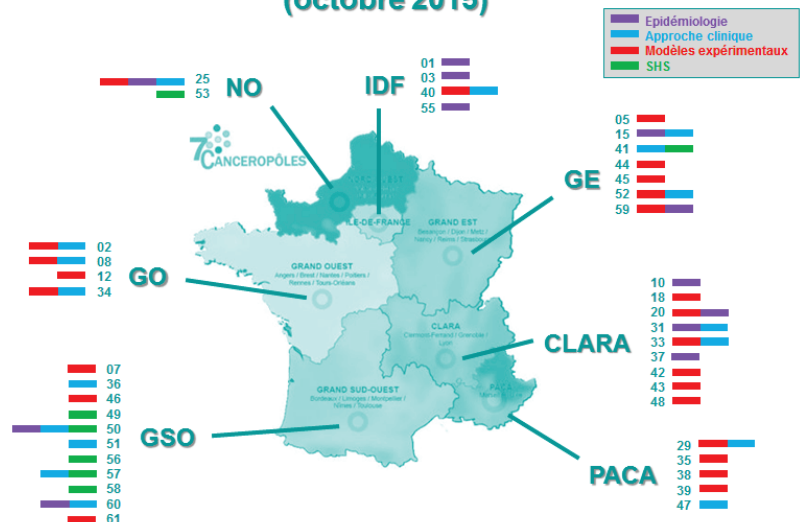 (octobre 2015)
Epidémiologie
Approche clinique
Modèles expérimentaux
SHS
25
53
NO
IDF
01
03
40
55
05
15
41
44
45
52
59
GE
7 CANCEROPÔLES
ILE-DE-FRANCE
GRAND EST
Besançon / Dijon / Metz /
Nancy / Reims / Strasbourg
02
08
12
34
GO
GRAND OUEST
Angers / Brest / Nantes / Poitiers /
Rennes / Tours-Orléans
10
18
20
31
33
37
42
43
48
CLARA
CLARA
Clermont-Ferrand / Grenoble /
Lyon
07
36
46
49
50
51
56
57
58
60
61
GSO
GRAND SUD-OUEST
Bordeaux / Limoges / Montpellier /
Nîmes / Toulouse
PACA
PACA
29
35
38
39
47